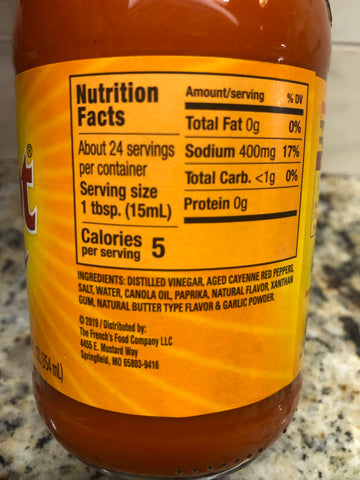 Nutrition
Facts
About 24 servings
per container
Serving size
1 tbsp. (15mL)
Calories
per serving 5
Amount/serving % DV
Total Fat 0g 0%
Sodium 400mg 17%
Total Carb. <1g 0%
Protein 0g
INGREDIENTS: DISTILLED VINEGAR, AGED CAYENNE RED PEPPERS,
SALT, WATER, CANOLA OIL, PAPRIKA, NATURAL FLAVOR, XANTHAN
GUM, NATURAL BUTTER TYPE FLAVOR & GARLIC POWDER.
© 2019 / Distributed by:
The French's Food Company LLC
4455 E. Mustard Way
Springfield, MO 65803-9416
(354 mL)